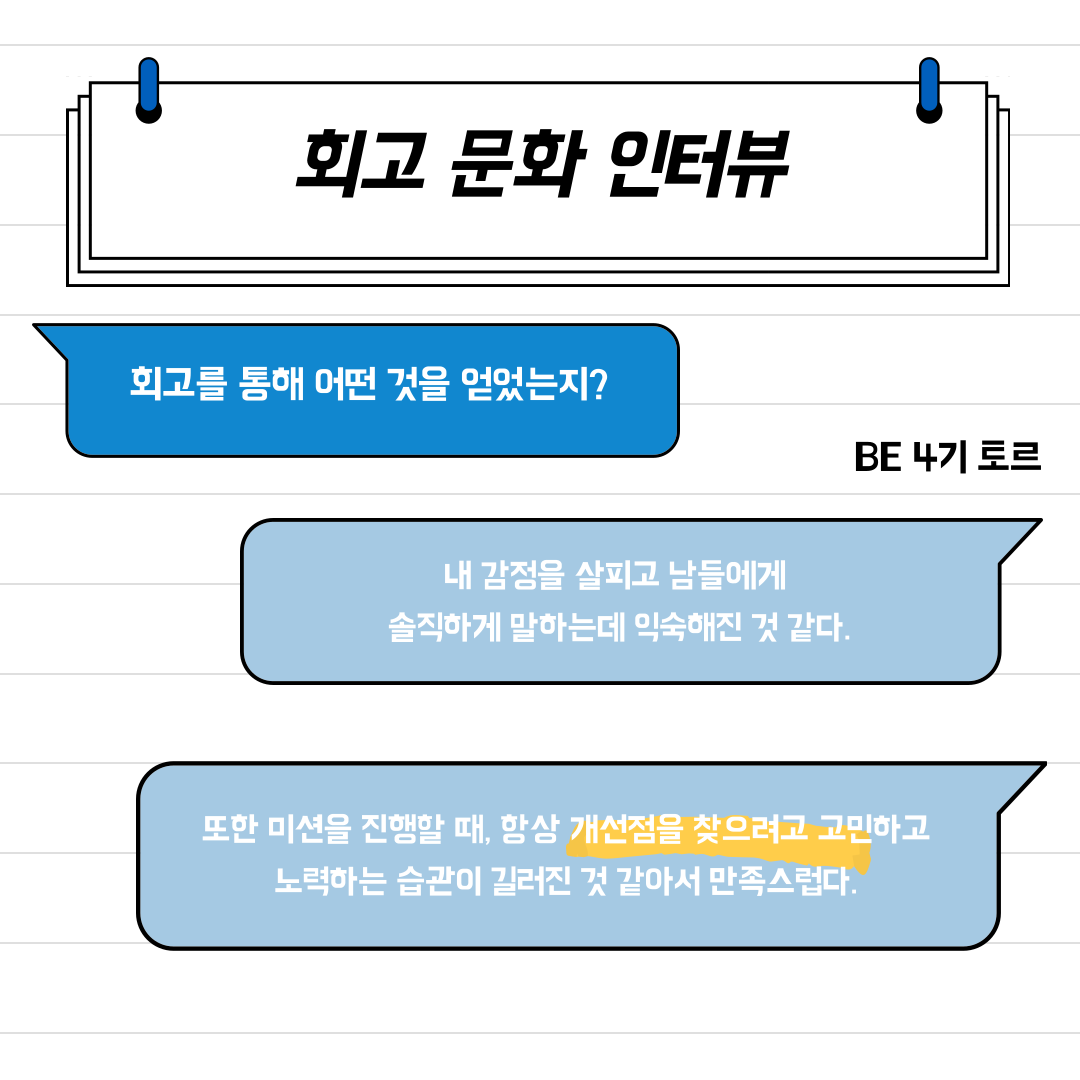 회고 문화 인터뷰
회고를 통해 어떤 것을 얻었는지?
BE 4기 토르
내 감정을 살피고 남들에게
솔직하게 말하는데 익숙해진 것 같다.
또한 미션을 진행할 때, 항상 개선점을 찾으려고 고민하고
노력하는 습관이 길러진 것 같아서 만족스럽다.